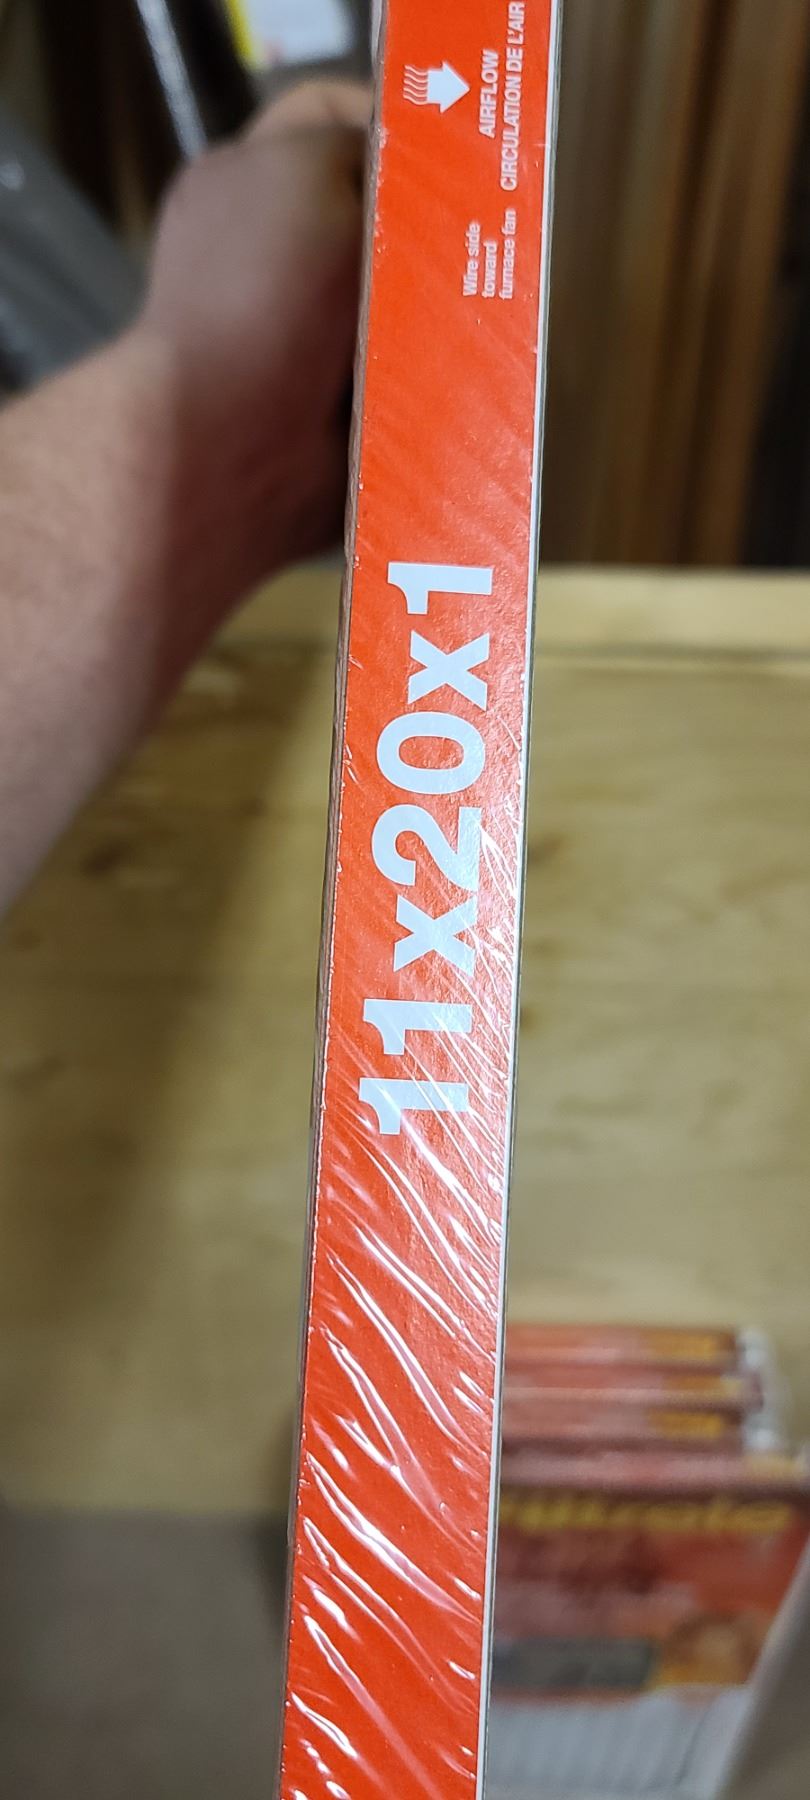 AIRFLOW
CIRCULATION DE L'AIR
Wire side
toward
furnace fan
11x20x1